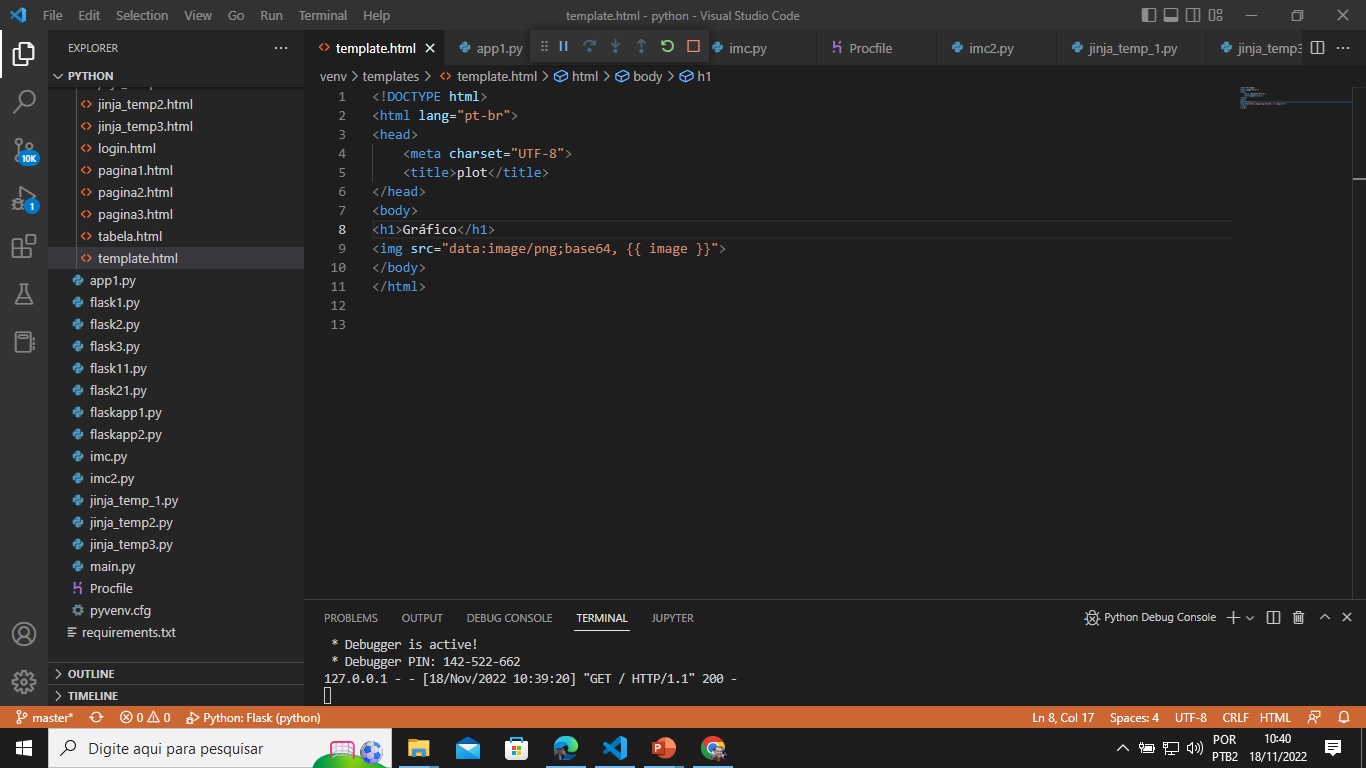 File Edit Selection View Go Run Terminal Help
template.html - python - Visual Studio Code
EXPLORER
PYTHON
jinja_temp2.html
jinja_temp3.html
login.html
pagina1.html
pagina2.html
pagina3.html
tabela.html
template.html
app1.py
flask1.py
flask2.py
flask3.py
flask11.py
flask21.py
flaskapp1.py
flaskapp2.py
imc.py
imc2.py
jinja_temp_1.py
jinja_temp2.py
jinja_temp3.py
main.py
Procfile
pyvenv.cfg
requirements.txt
OUTLINE
TIMELINE
10K
1
template.html app1.py imc.py Procfile imc2.py jinja_temp_1.py jinja_temp3
venv > templates > template.html > html > body > h1
1 <!DOCTYPE html>
2 <html lang="pt-br">
3 <head>
4 <meta charset="UTF-8">
5 <title>plot</title>
6 </head>
7 <body>
8 <h1>Gráfico</h1>
9 <img src="data:image/png;base64, {{ image }}">
10 </body>
11 </html>
12
13
PROBLEMS OUTPUT DEBUG CONSOLE TERMINAL JUPYTER
Python Debug Console
* Debugger is active!
* Debugger PIN: 142-522-662
127.0.0.1 - - [18/Nov/2022 10:39:20] "GET / HTTP/1.1" 200 -
master* 0 0 Python: Flask (python)
Ln 8, Col 17 Spaces: 4 UTF-8 CRLF HTML
Digite aqui para pesquisar
POR
PTB2
10:40
18/11/2022